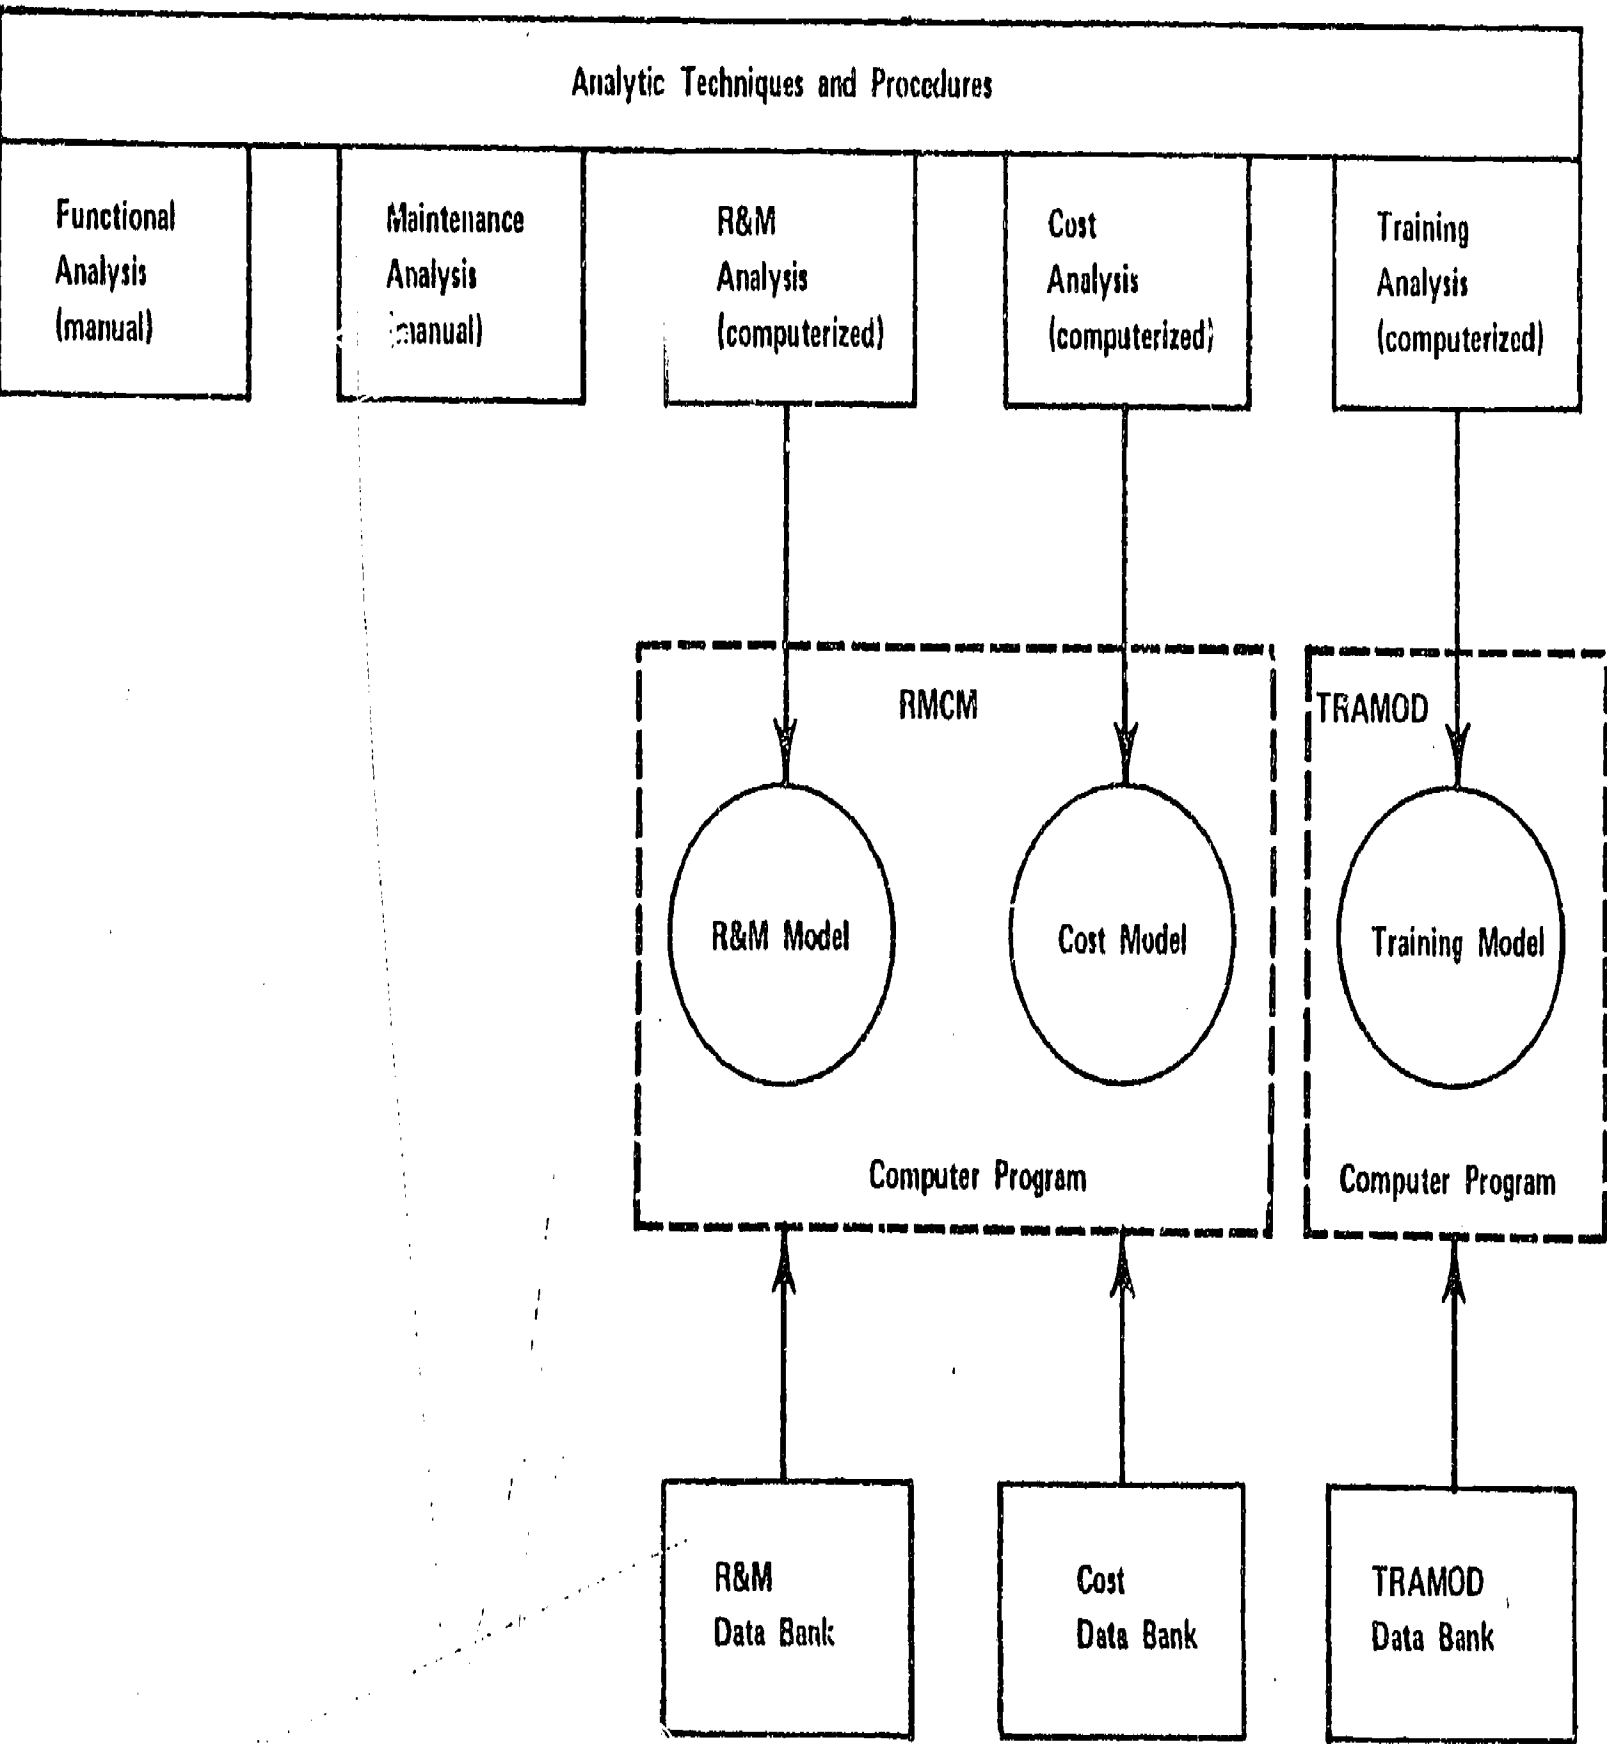 Analytic Techniques and Procedures
Functional
Analysis
(manual)
Maintenance
Analysis
(manual)
R&M
Analysis
(computerized)
Cost
Analysis
(computerized)
Training
Analysis
(computerized)
RMCM
TRAMOD
R&M Model
Cost Model
Training Model
Computer Program
Computer Program
R&M
Data Bank
Cost
Data Bank
TRAMOD
Data Bank